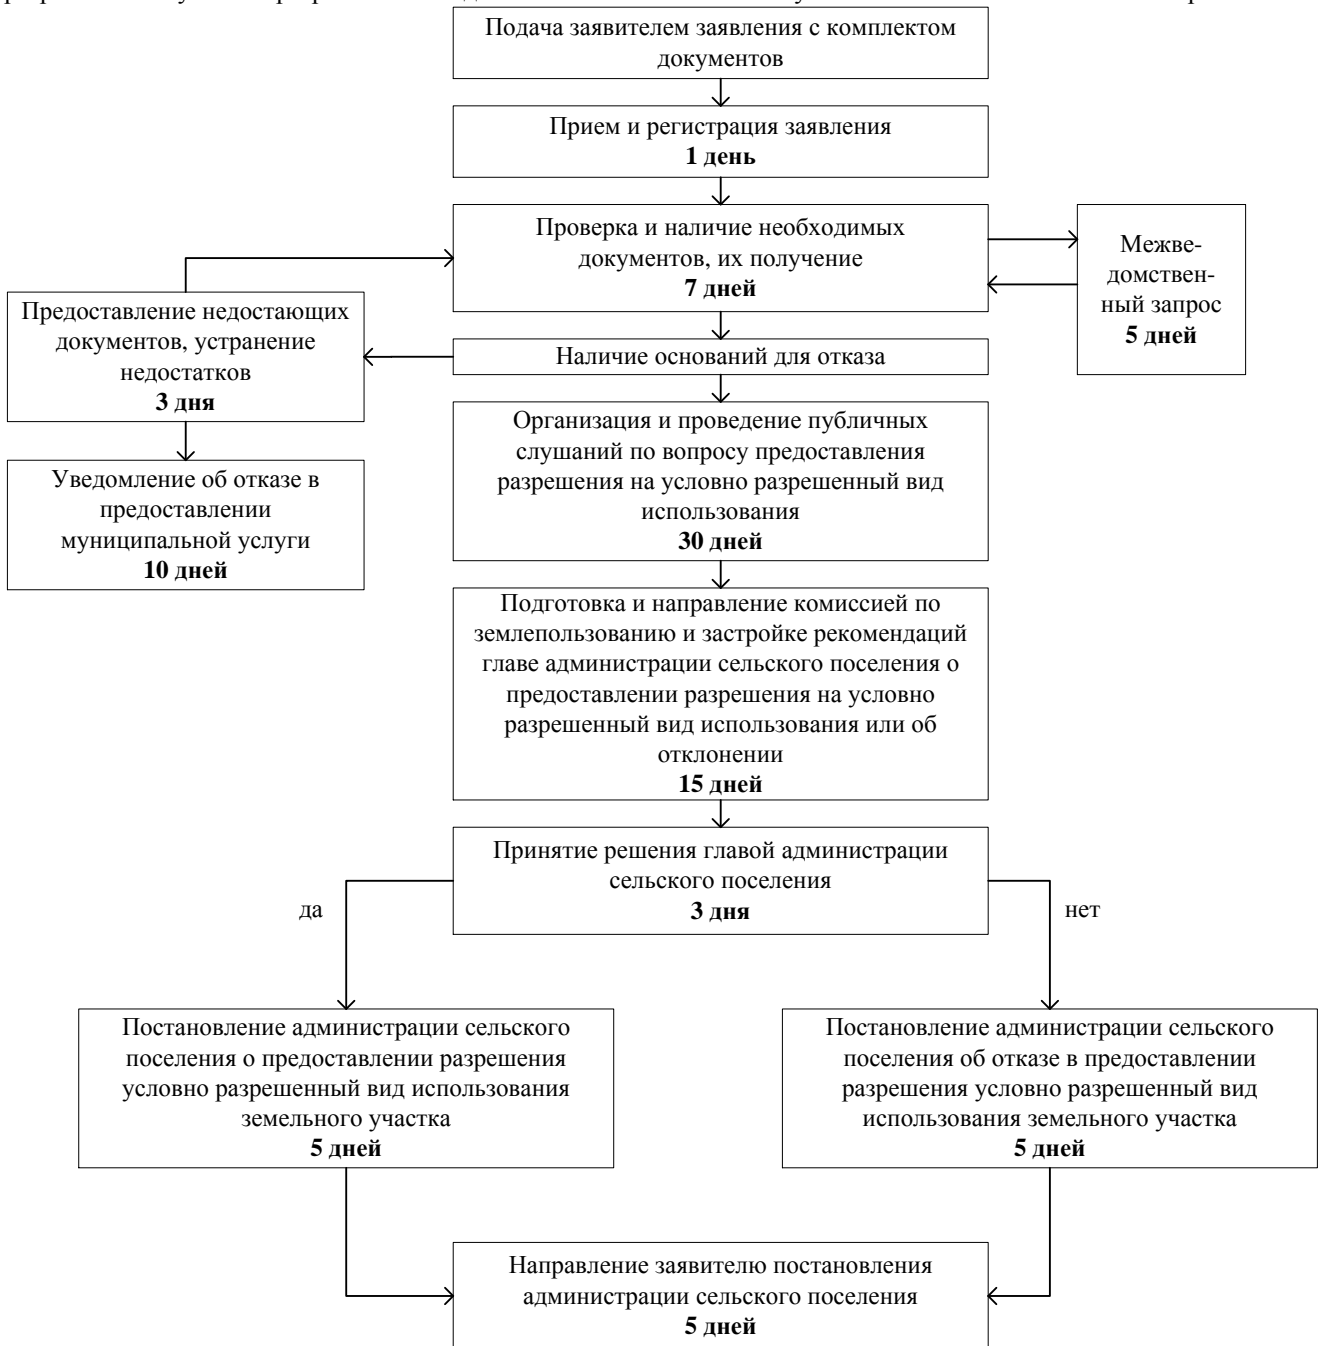 Подача заявителем заявления с комплектом
документов
Прием и регистрация заявления
1 день
Проверка и наличие необходимых
документов, их получение
7 дней
Межве-
домствен-
ный запрос
5 дней
Предоставление недостающих
документов, устранение
недостатков
3 дня
Наличие оснований для отказа
Уведомление об отказе в
предоставлении
муниципальной услуги
10 дней
Организация и проведение публичных
слушаний по вопросу предоставления
разрешения на условно разрешенный вид
использования
30 дней
Подготовка и направление комиссией по
землепользованию и застройке рекомендаций
главе администрации сельского поселения о
предоставлении разрешения на условно
разрешенный вид использования или об
отклонении
15 дней
Принятие решения главой администрации
сельского поселения
3 дня
да
нет
Постановление администрации сельского
поселения о предоставлении разрешения
условно разрешенный вид использования
земельного участка
5 дней
Постановление администрации сельского
поселения об отказе в предоставлении
разрешения условно разрешенный вид
использования земельного участка
5 дней
Направление заявителю постановления
администрации сельского поселения
5 дней